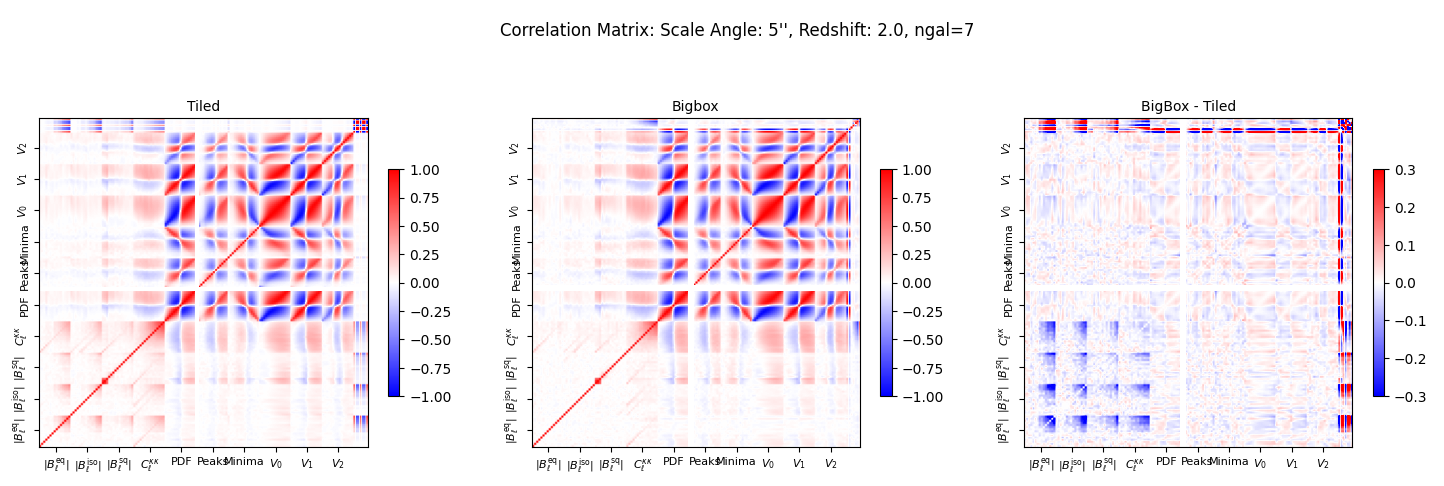 Correlation Matrix: Scale Angle: 5'', Redshift: 2.0, ngal=7
Tiled
V₂
V₁
V₀
Minima
Peaks
PDF
C_ℓ^κκ
|B_ℓ^sq|
|B_ℓ^iso|
|B_ℓ^eq|
|B_ℓ^eq| |B_ℓ^iso| |B_ℓ^sq| C_ℓ^κκ PDF Peaks Minima V₀ V₁ V₂
1.00
0.75
0.50
0.25
0.00
−0.25
−0.50
−0.75
−1.00
Bigbox
V₂
V₁
V₀
Minima
Peaks
PDF
C_ℓ^κκ
|B_ℓ^sq|
|B_ℓ^iso|
|B_ℓ^eq|
|B_ℓ^eq| |B_ℓ^iso| |B_ℓ^sq| C_ℓ^κκ PDF Peaks Minima V₀ V₁ V₂
1.00
0.75
0.50
0.25
0.00
−0.25
−0.50
−0.75
−1.00
BigBox - Tiled
V₂
V₁
V₀
Minima
Peaks
PDF
C_ℓ^κκ
|B_ℓ^sq|
|B_ℓ^iso|
|B_ℓ^eq|
|B_ℓ^eq| |B_ℓ^iso| |B_ℓ^sq| C_ℓ^κκ PDF Peaks Minima V₀ V₁ V₂
0.3
0.2
0.1
0.0
−0.1
−0.2
−0.3